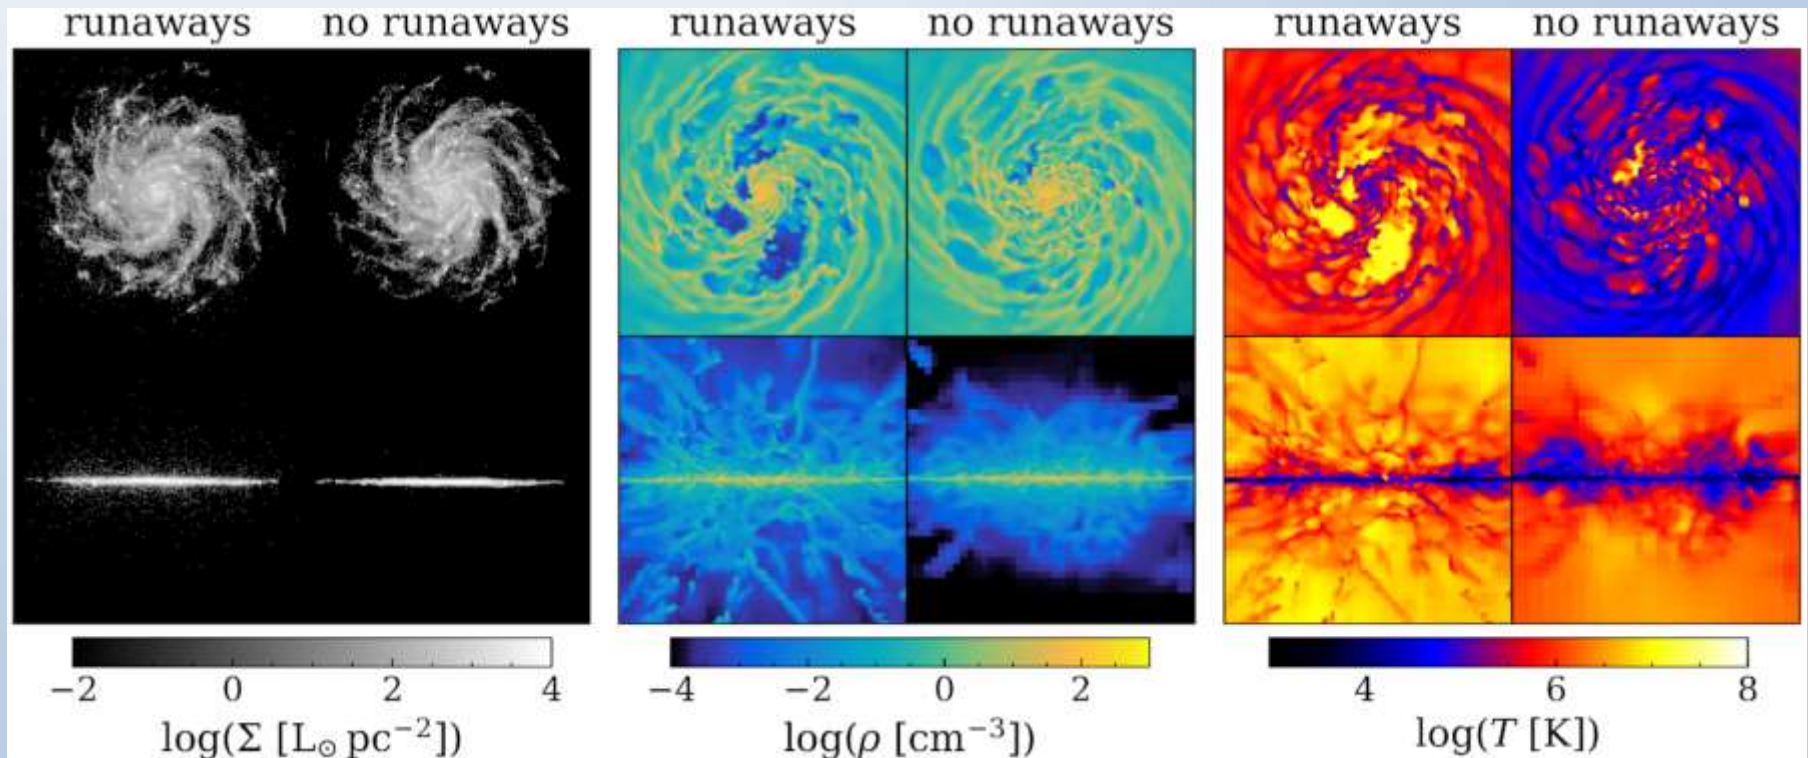 runaways no runaways runaways no runaways runaways no runaways
−2 0 2 4 −4 −2 0 2 4 6 8
log(Σ [L⊙ pc⁻²]) log(ρ [cm⁻³]) log(T [K])